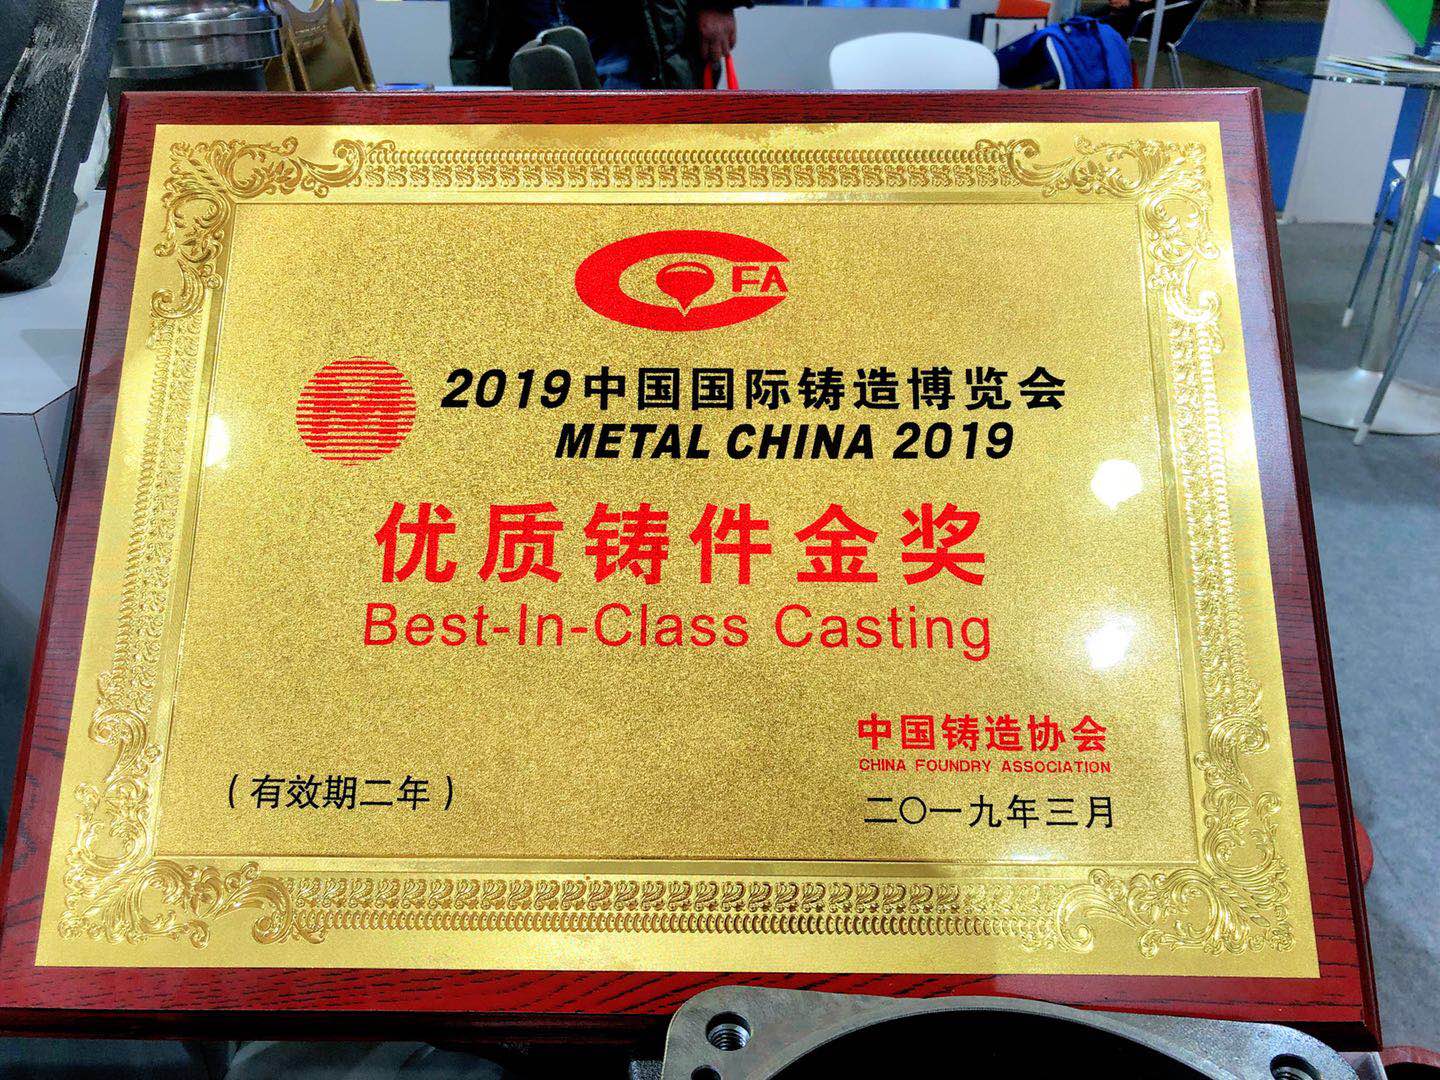 CFA
2019中国国际铸造博览会
METAL CHINA 2019
优质铸件金奖
Best-In-Class Casting
中国铸造协会
CHINA FOUNDRY ASSOCIATION
(有效期二年)
二〇一九年三月